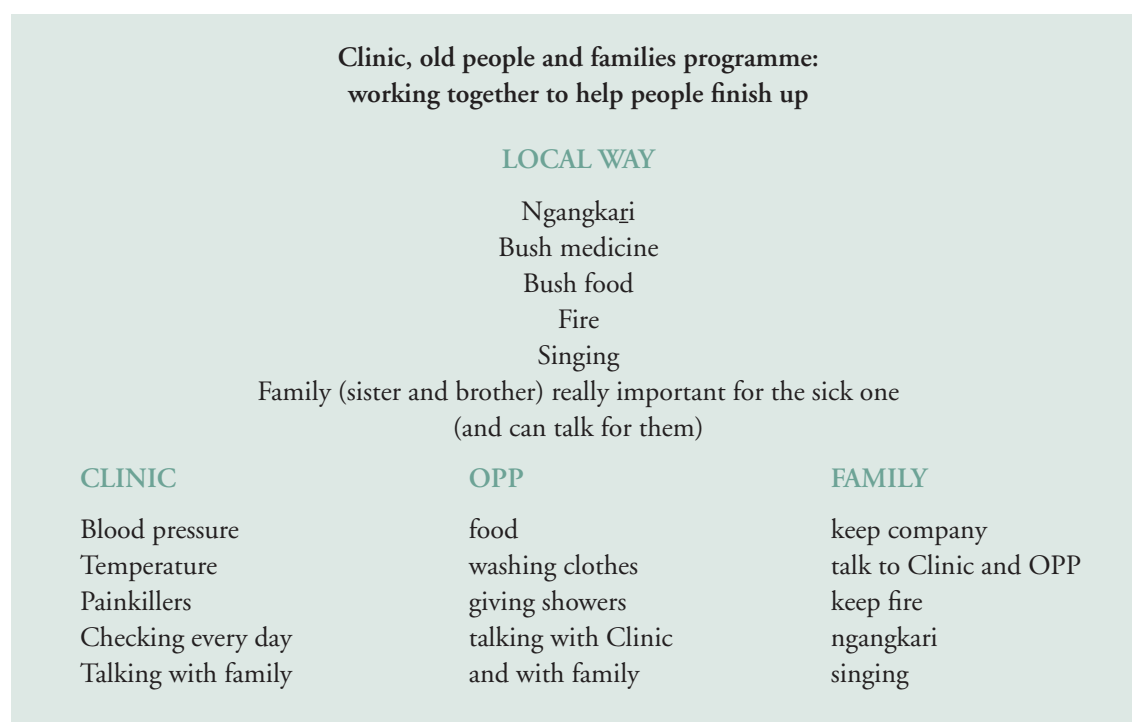 Clinic, old people and families programme:
working together to help people finish up
LOCAL WAY
Ngangkaṟi
Bush medicine
Bush food
Fire
Singing
Family (sister and brother) really important for the sick one
(and can talk for them)
CLINIC
Blood pressure
Temperature
Painkillers
Checking every day
Talking with family
OPP
food
washing clothes
giving showers
talking with Clinic
and with family
FAMILY
keep company
talk to Clinic and OPP
keep fire
ngangkari
singing